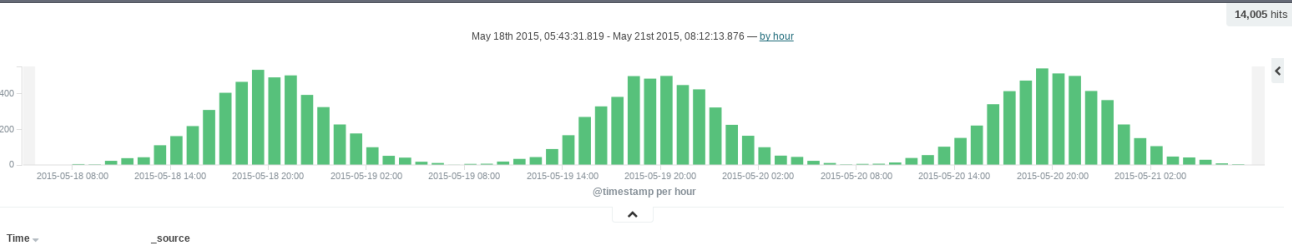 14,005 hits
May 18th 2015, 05:43:31.819 - May 21st 2015, 08:12:13.876 — by hour
400
200
0
2015-05-18 08:00 2015-05-18 14:00 2015-05-18 20:00 2015-05-19 02:00 2015-05-19 08:00 2015-05-19 14:00 2015-05-19 20:00 2015-05-20 02:00 2015-05-20 08:00 2015-05-20 14:00 2015-05-20 20:00 2015-05-21 02:00
@timestamp per hour
Time _source